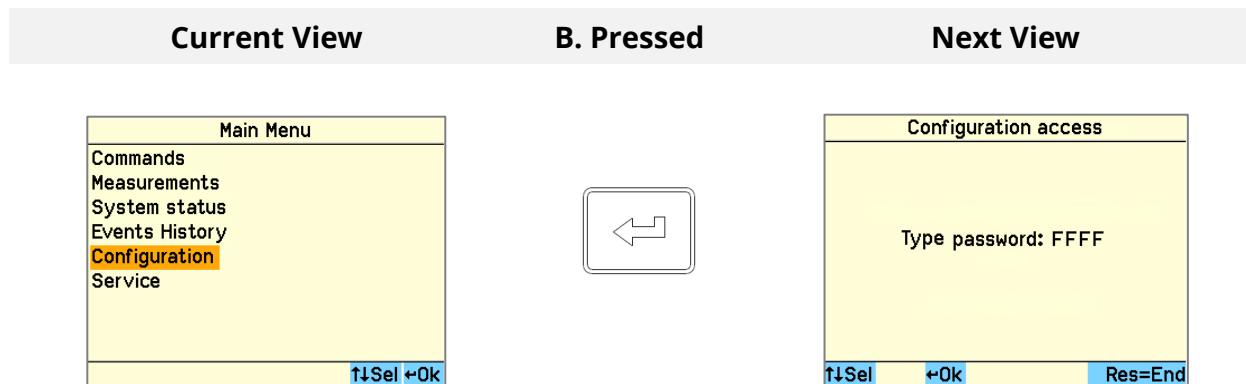 Current View
B. Pressed
Next View
Main Menu
Commands
Measurements
System status
Events History
Configuration
Service
↑↓Sel ↵Ok
Configuration access
Type password: FFFF
↑↓Sel ↵Ok Res=End